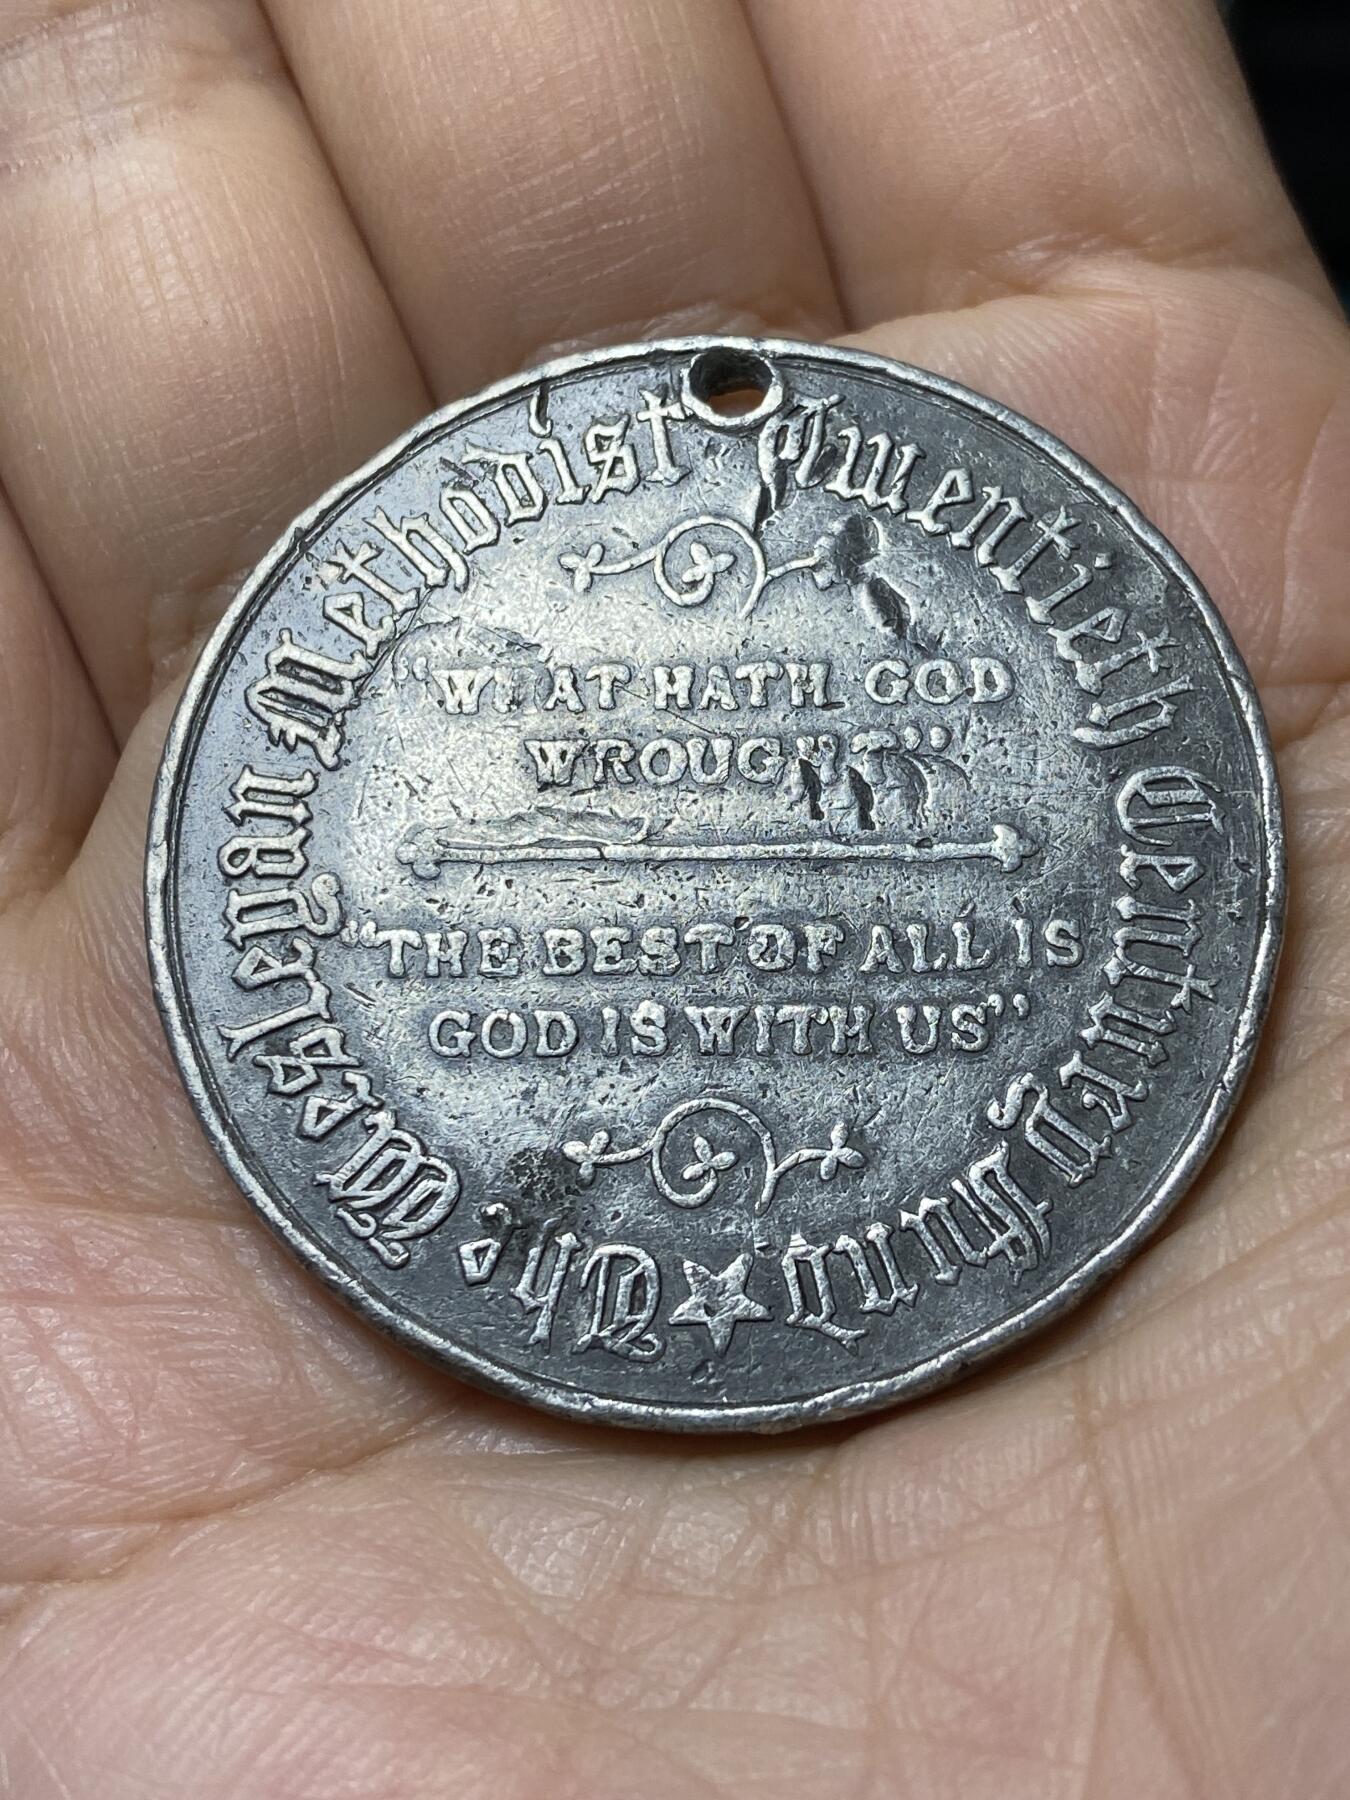 The Wesleyan Methodist Twentieth Century Fund
"WHAT HATH GOD
WROUGHT"
"THE BEST OF ALL IS
GOD IS WITH US"